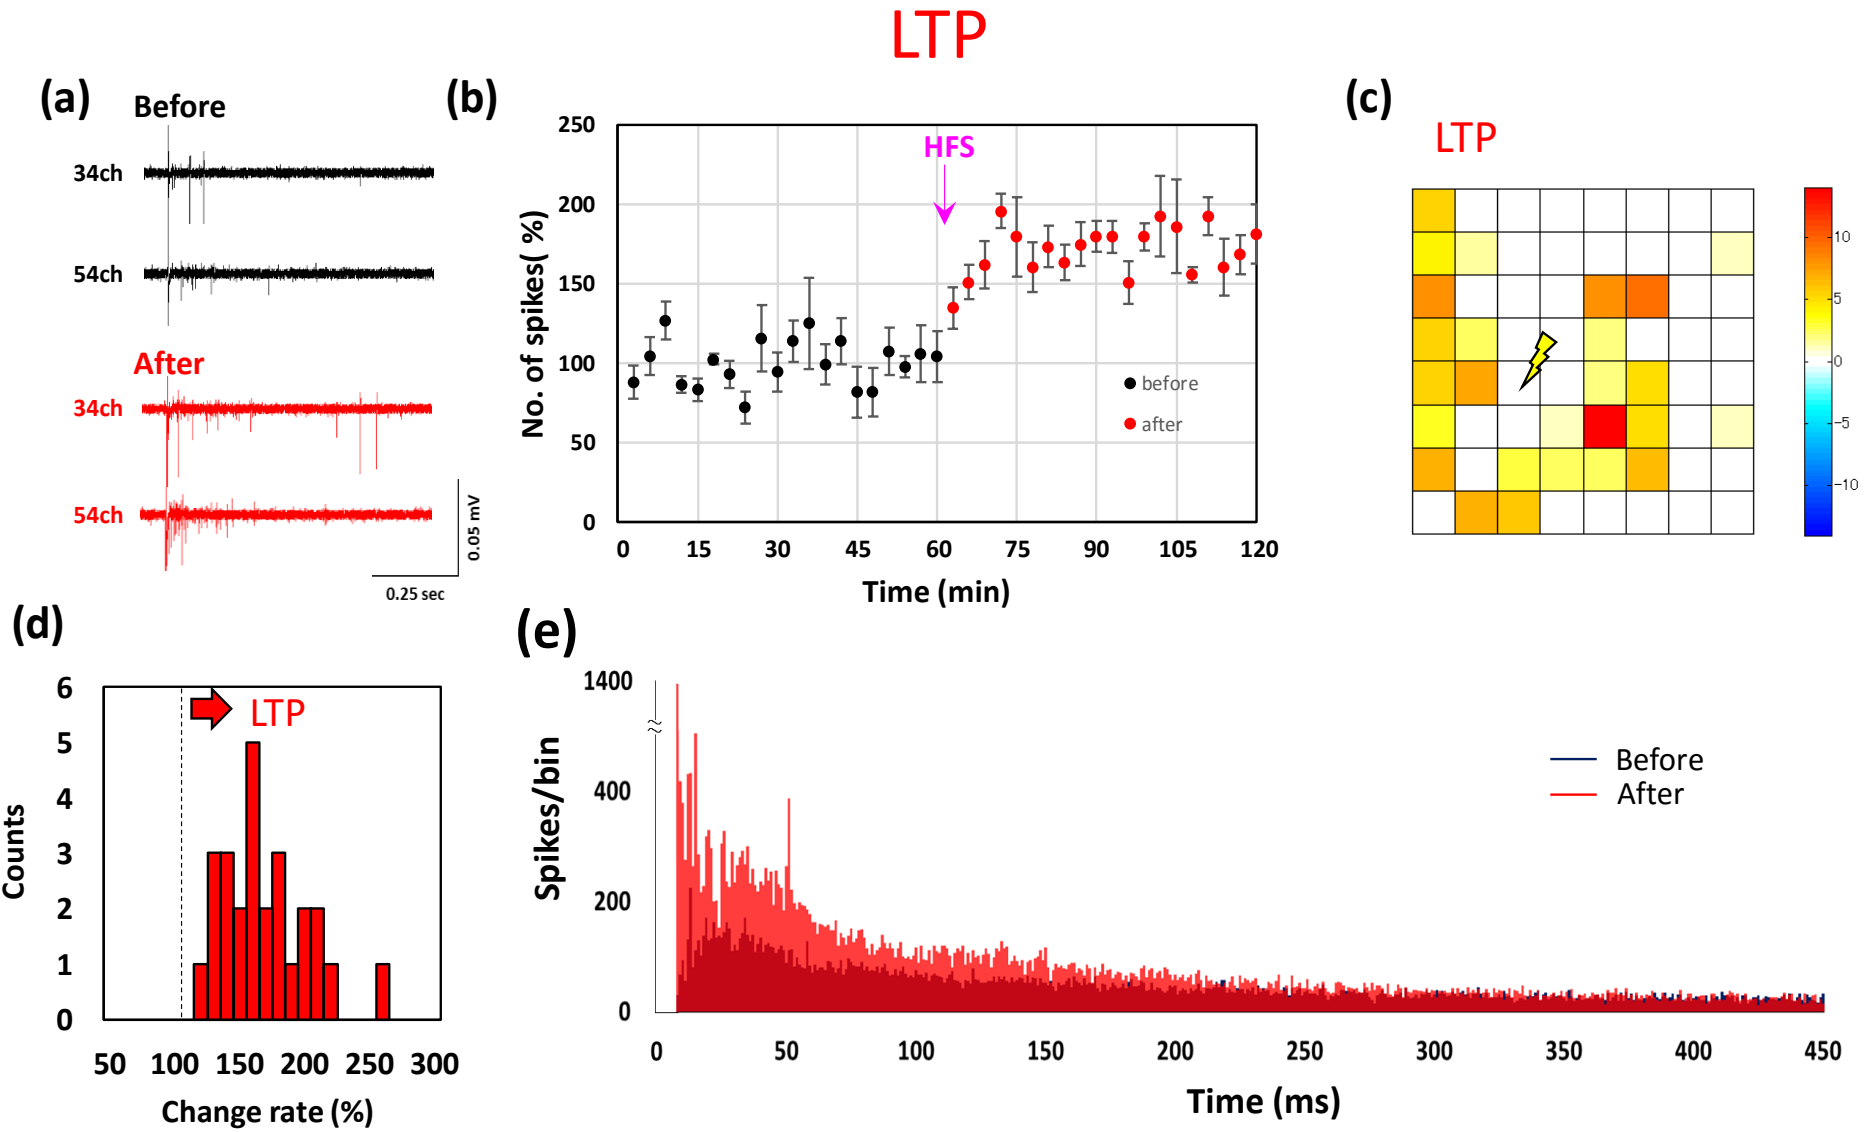 LTP
(a)
Before
34ch
54ch
After
34ch
54ch
0.05 mV
0.25 sec
(b)
No. of spikes( %)
250
200
150
100
50
0
HFS
before
after
0 15 30 45 60 75 90 105 120
Time (min)
(c)
LTP
10
5
0
−5
−10
(d)
Counts
6
5
4
3
2
1
0
LTP
50 100 150 200 250 300
Change rate (%)
(e)
Spikes/bin
1400
400
200
0
Before
After
0 50 100 150 200 250 300 350 400 450
Time (ms)